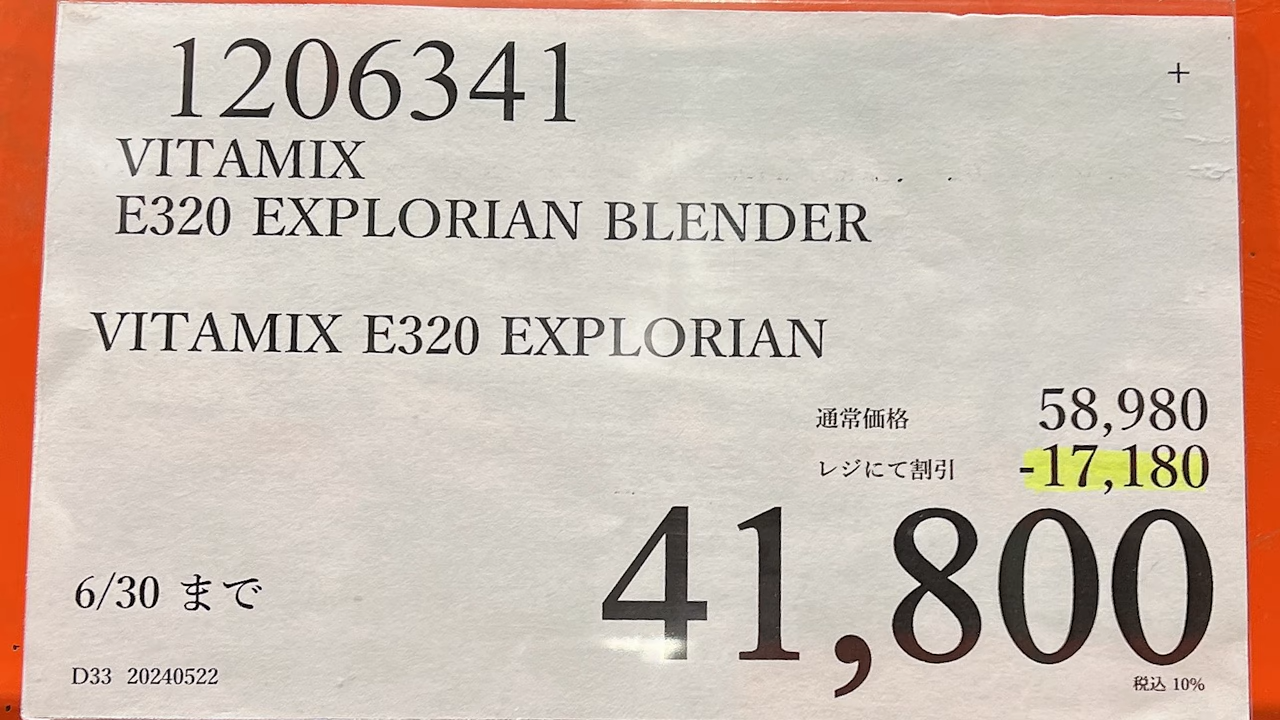 1206341
+
VITAMIX
E320 EXPLORIAN BLENDER
VITAMIX E320 EXPLORIAN
通常価格 58,980
レジにて割引 -17,180
41,800
6/30 まで
D33 20240522
税込 10%